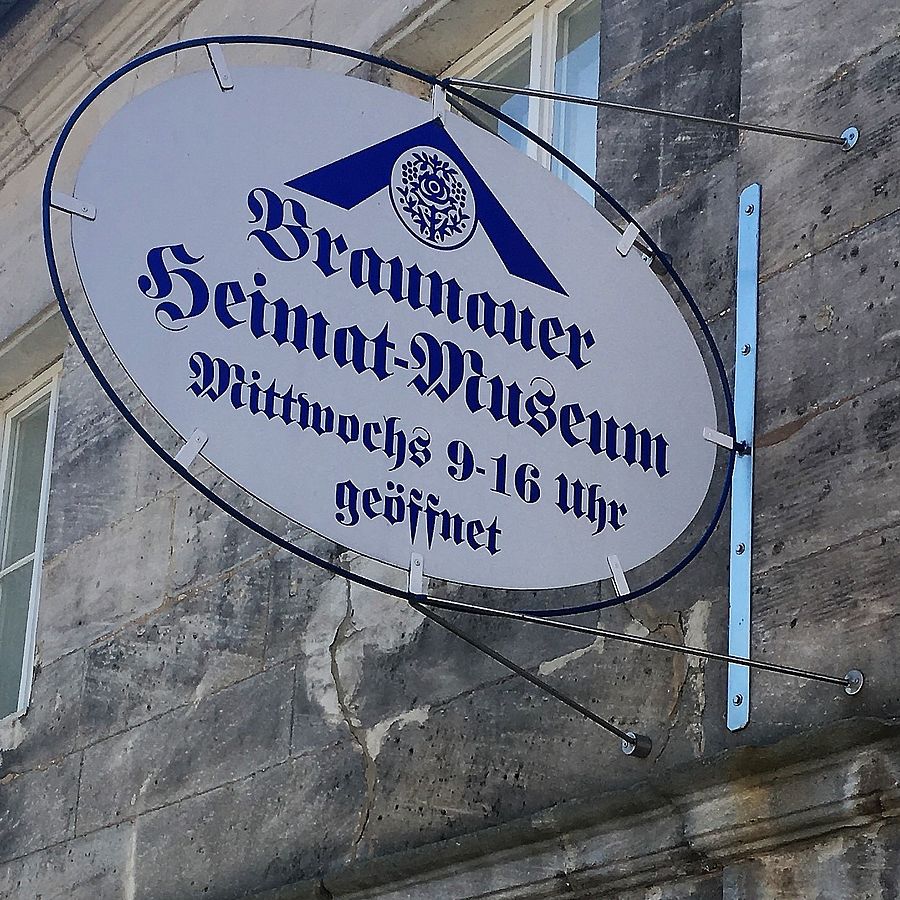 Braunauer
Heimat-Museum
Mittwochs 9-16 Uhr
geöffnet